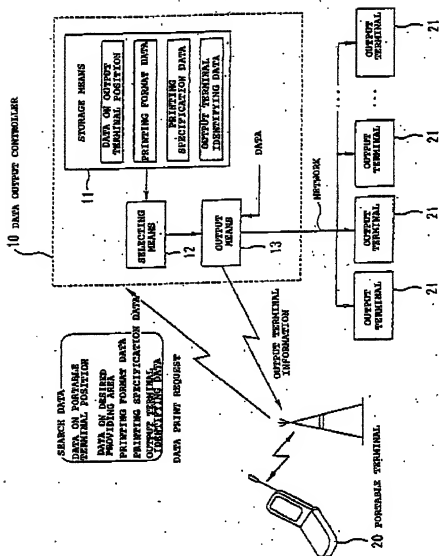 10 DATA OUTPUT CONTROLLER
STORAGE MEANS
DATA ON OUTPUT
TERMINAL POSITION
PRINTING FORMAT DATA
PRINTING
SPECIFICATION DATA
OUTPUT TERMINAL
IDENTIFYING DATA
11
SELECTING
MEANS
12
OUTPUT
MEANS
13
DATA
NETWORK
SEARCH DATA
DATA ON PORTABLE
TERMINAL POSITION
DATA ON DESIRED
PROVIDING AREA
PRINTING FORMAT DATA
PRINTING SPECIFICATION DATA
OUTPUT TERMINAL
IDENTIFYING DATA
DATA PRINT REQUEST
OUTPUT TERMINAL
INFORMATION
20 PORTABLE TERMINAL
OUTPUT
TERMINAL
21
OUTPUT
TERMINAL
21
OUTPUT
TERMINAL
21
OUTPUT
TERMINAL
21